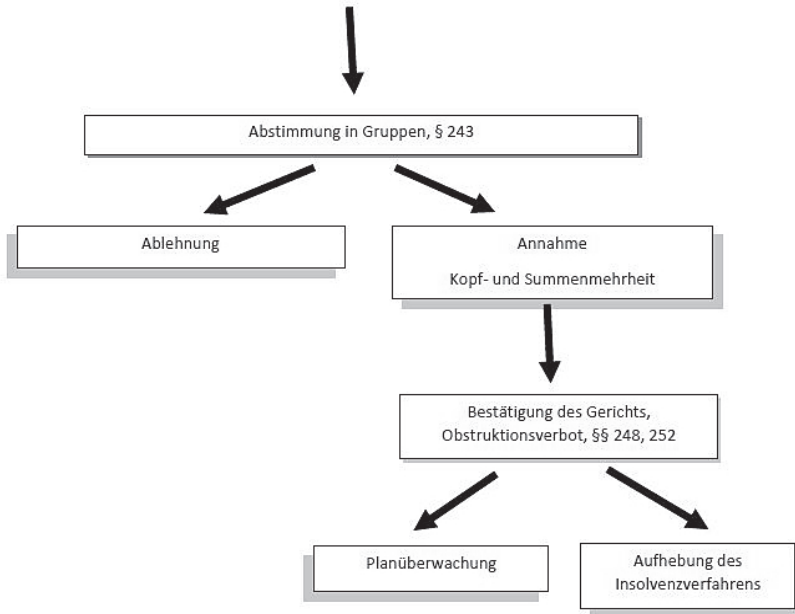 Abstimmung in Gruppen, § 243
Ablehnung
Annahme
Kopf- und Summenmehrheit
Bestätigung des Gerichts,
Obstruktionsverbot, §§ 248, 252
Planüberwachung
Aufhebung des
Insolvenzverfahrens